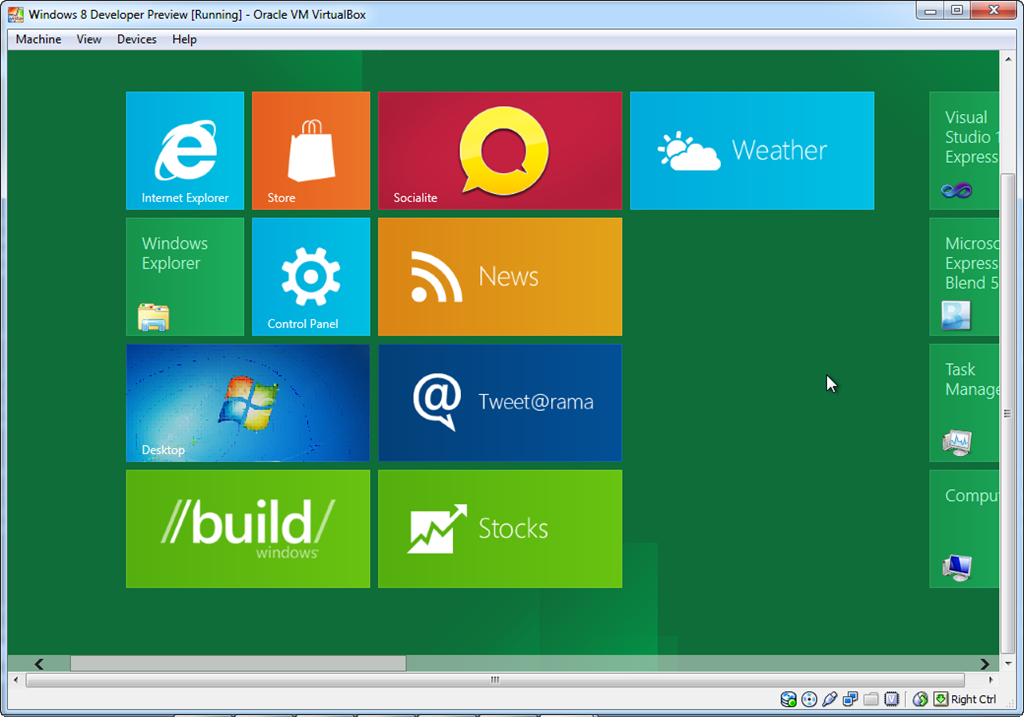 Windows 8 Developer Preview [Running] - Oracle VM VirtualBox
Machine View Devices Help
Internet Explorer
Store
Socialite
Weather
Visual
Studio 1
Express
Windows
Explorer
Control Panel
News
Microso
Express
Blend 5
Desktop
Tweet@rama
Task
Manage
//build/
windows
Stocks
Compu
Right Ctrl